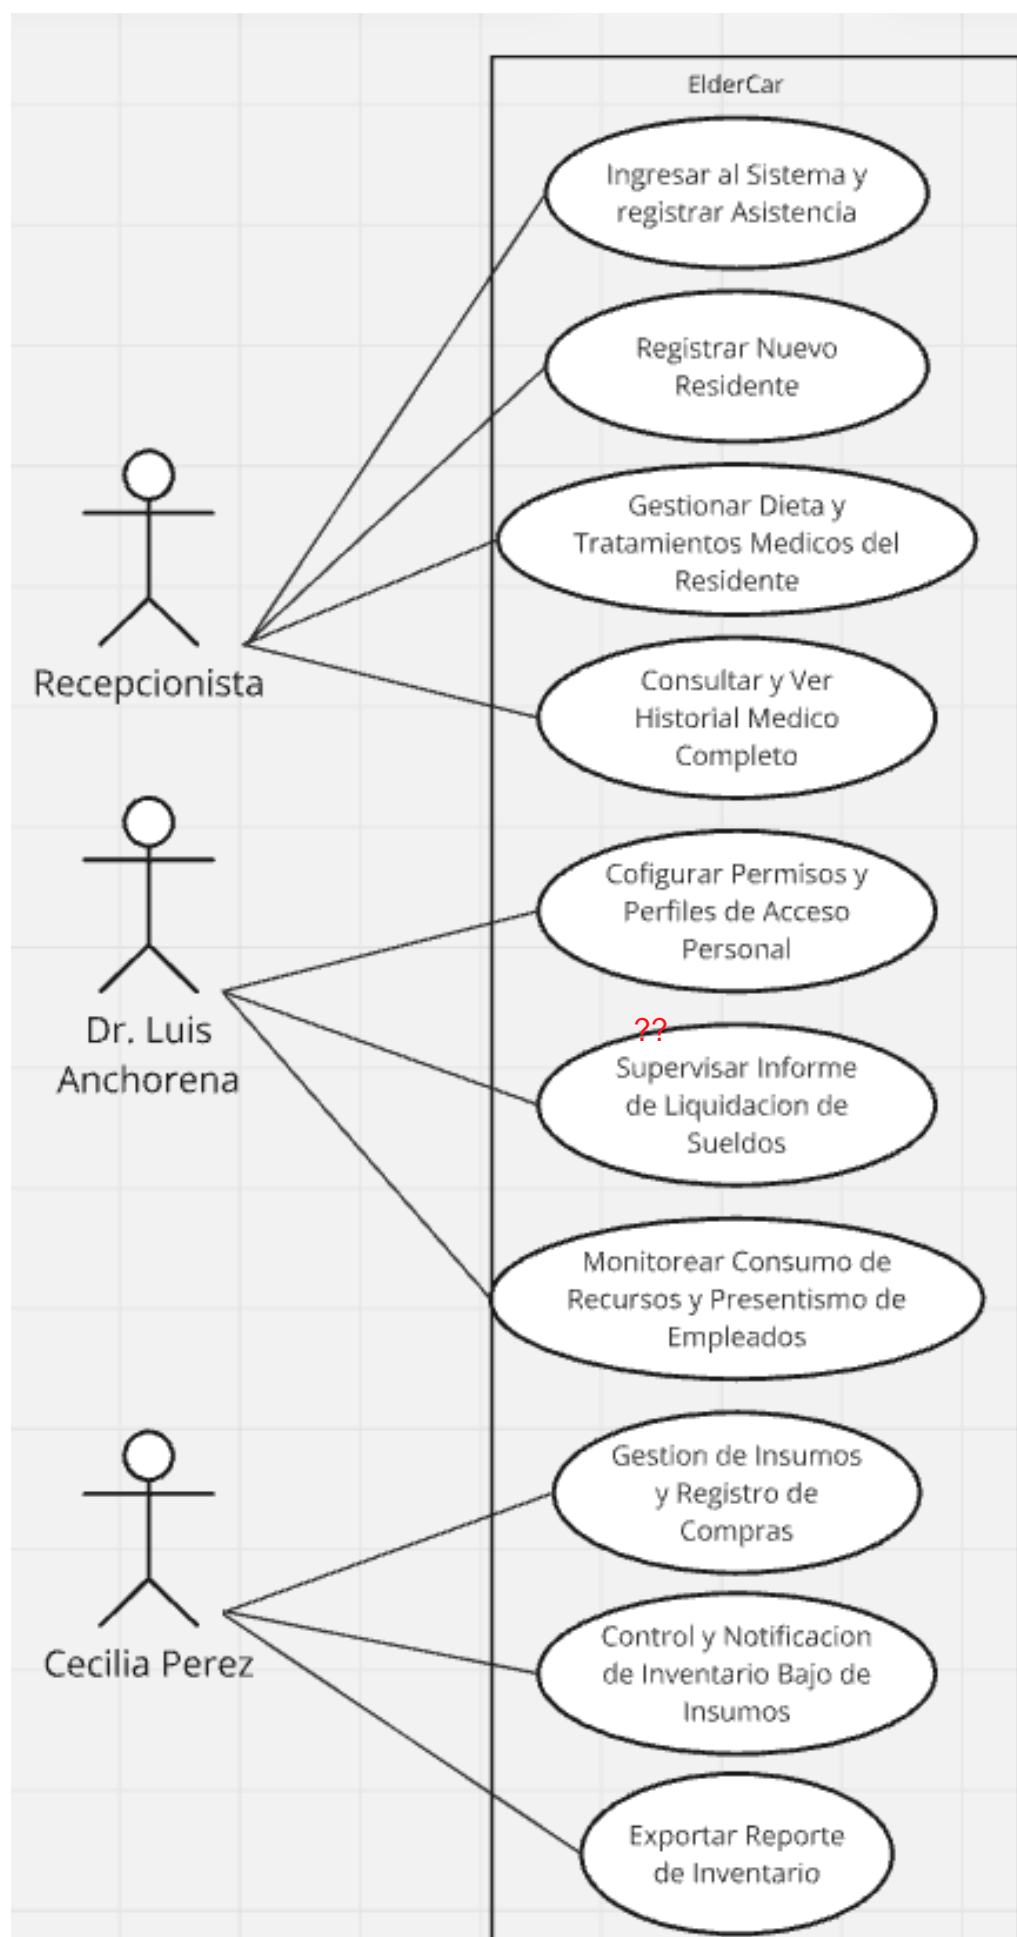 ElderCar
Ingresar al Sistema y
registrar Asistencia
Registrar Nuevo
Residente
Gestionar Dieta y
Tratamientos Medicos del
Residente
Recepcionista
Consultar y Ver
Historial Medico
Completo
Cofigurar Permisos y
Perfiles de Acceso
Personal
Dr. Luis
Anchorena
??
Supervisar Informe
de Liquidacion de
Sueldos
Monitorear Consumo de
Recursos y Presentismo de
Empleados
Gestion de Insumos
y Registro de
Compras
Cecilia Perez
Control y Notificacion
de Inventario Bajo de
Insumos
Exportar Reporte
de Inventario